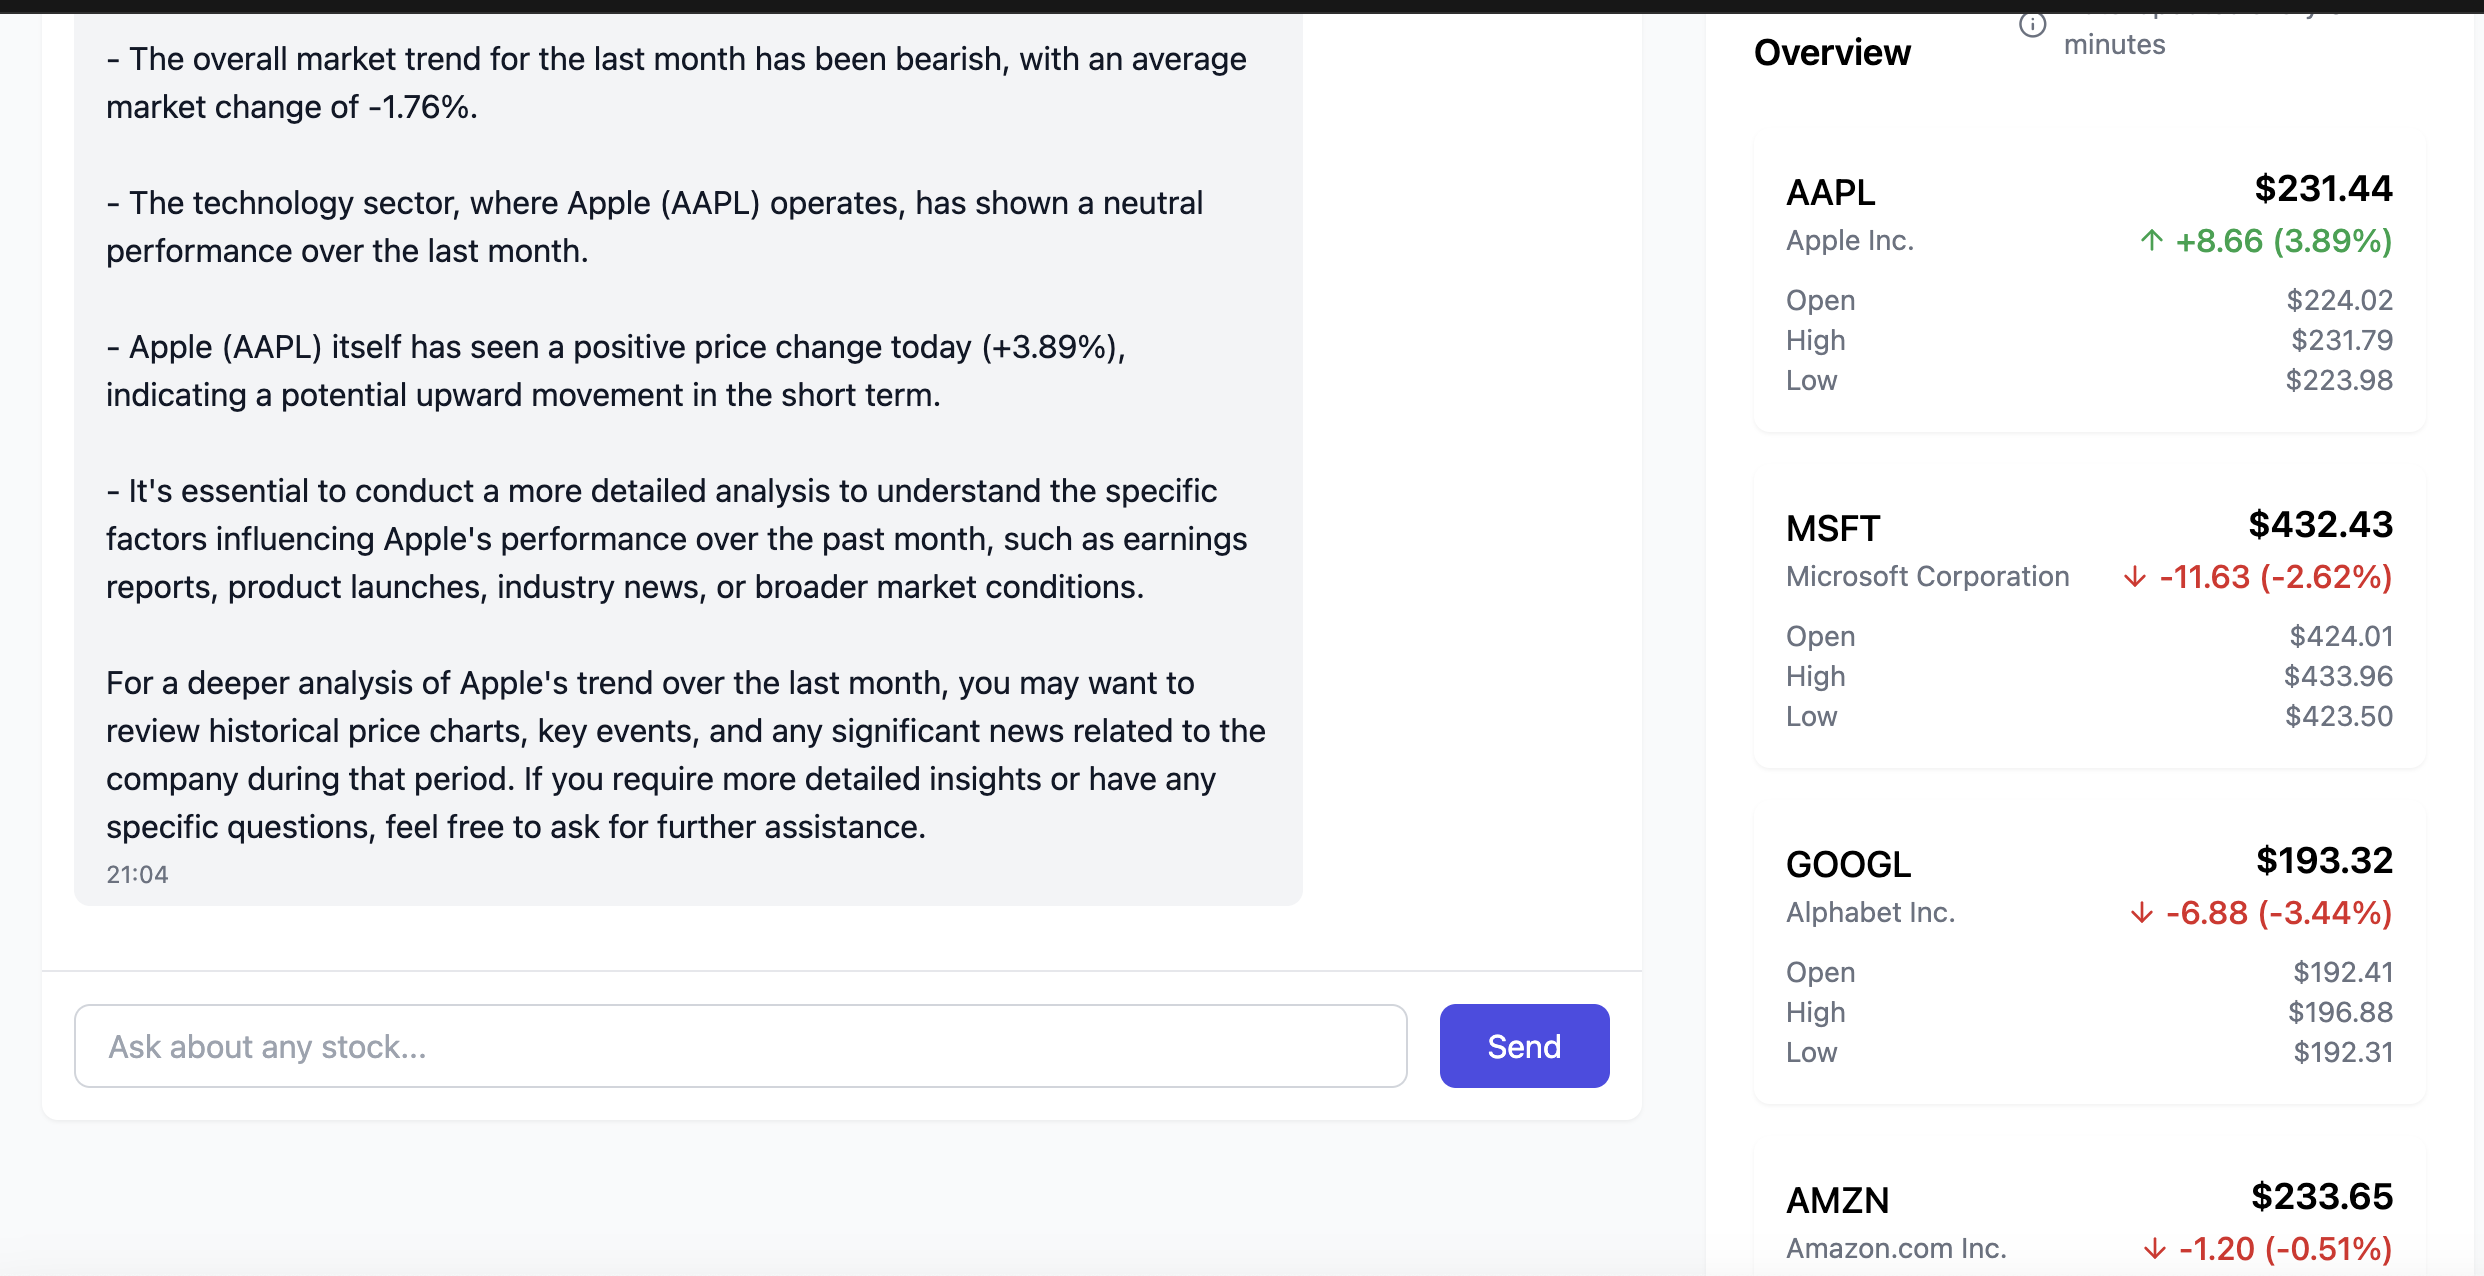 - The overall market trend for the last month has been bearish, with an average
market change of -1.76%.
- The technology sector, where Apple (AAPL) operates, has shown a neutral
performance over the last month.
- Apple (AAPL) itself has seen a positive price change today (+3.89%),
indicating a potential upward movement in the short term.
- It's essential to conduct a more detailed analysis to understand the specific
factors influencing Apple's performance over the past month, such as earnings
reports, product launches, industry news, or broader market conditions.
For a deeper analysis of Apple's trend over the last month, you may want to
review historical price charts, key events, and any significant news related to the
company during that period. If you require more detailed insights or have any
specific questions, feel free to ask for further assistance.
21:04
Ask about any stock...
Send
Overview
minutes
AAPL $231.44
Apple Inc. ↑ +8.66 (3.89%)
Open $224.02
High $231.79
Low $223.98
MSFT $432.43
Microsoft Corporation ↓ -11.63 (-2.62%)
Open $424.01
High $433.96
Low $423.50
GOOGL $193.32
Alphabet Inc. ↓ -6.88 (-3.44%)
Open $192.41
High $196.88
Low $192.31
AMZN $233.65
Amazon.com Inc. ↓ -1.20 (-0.51%)